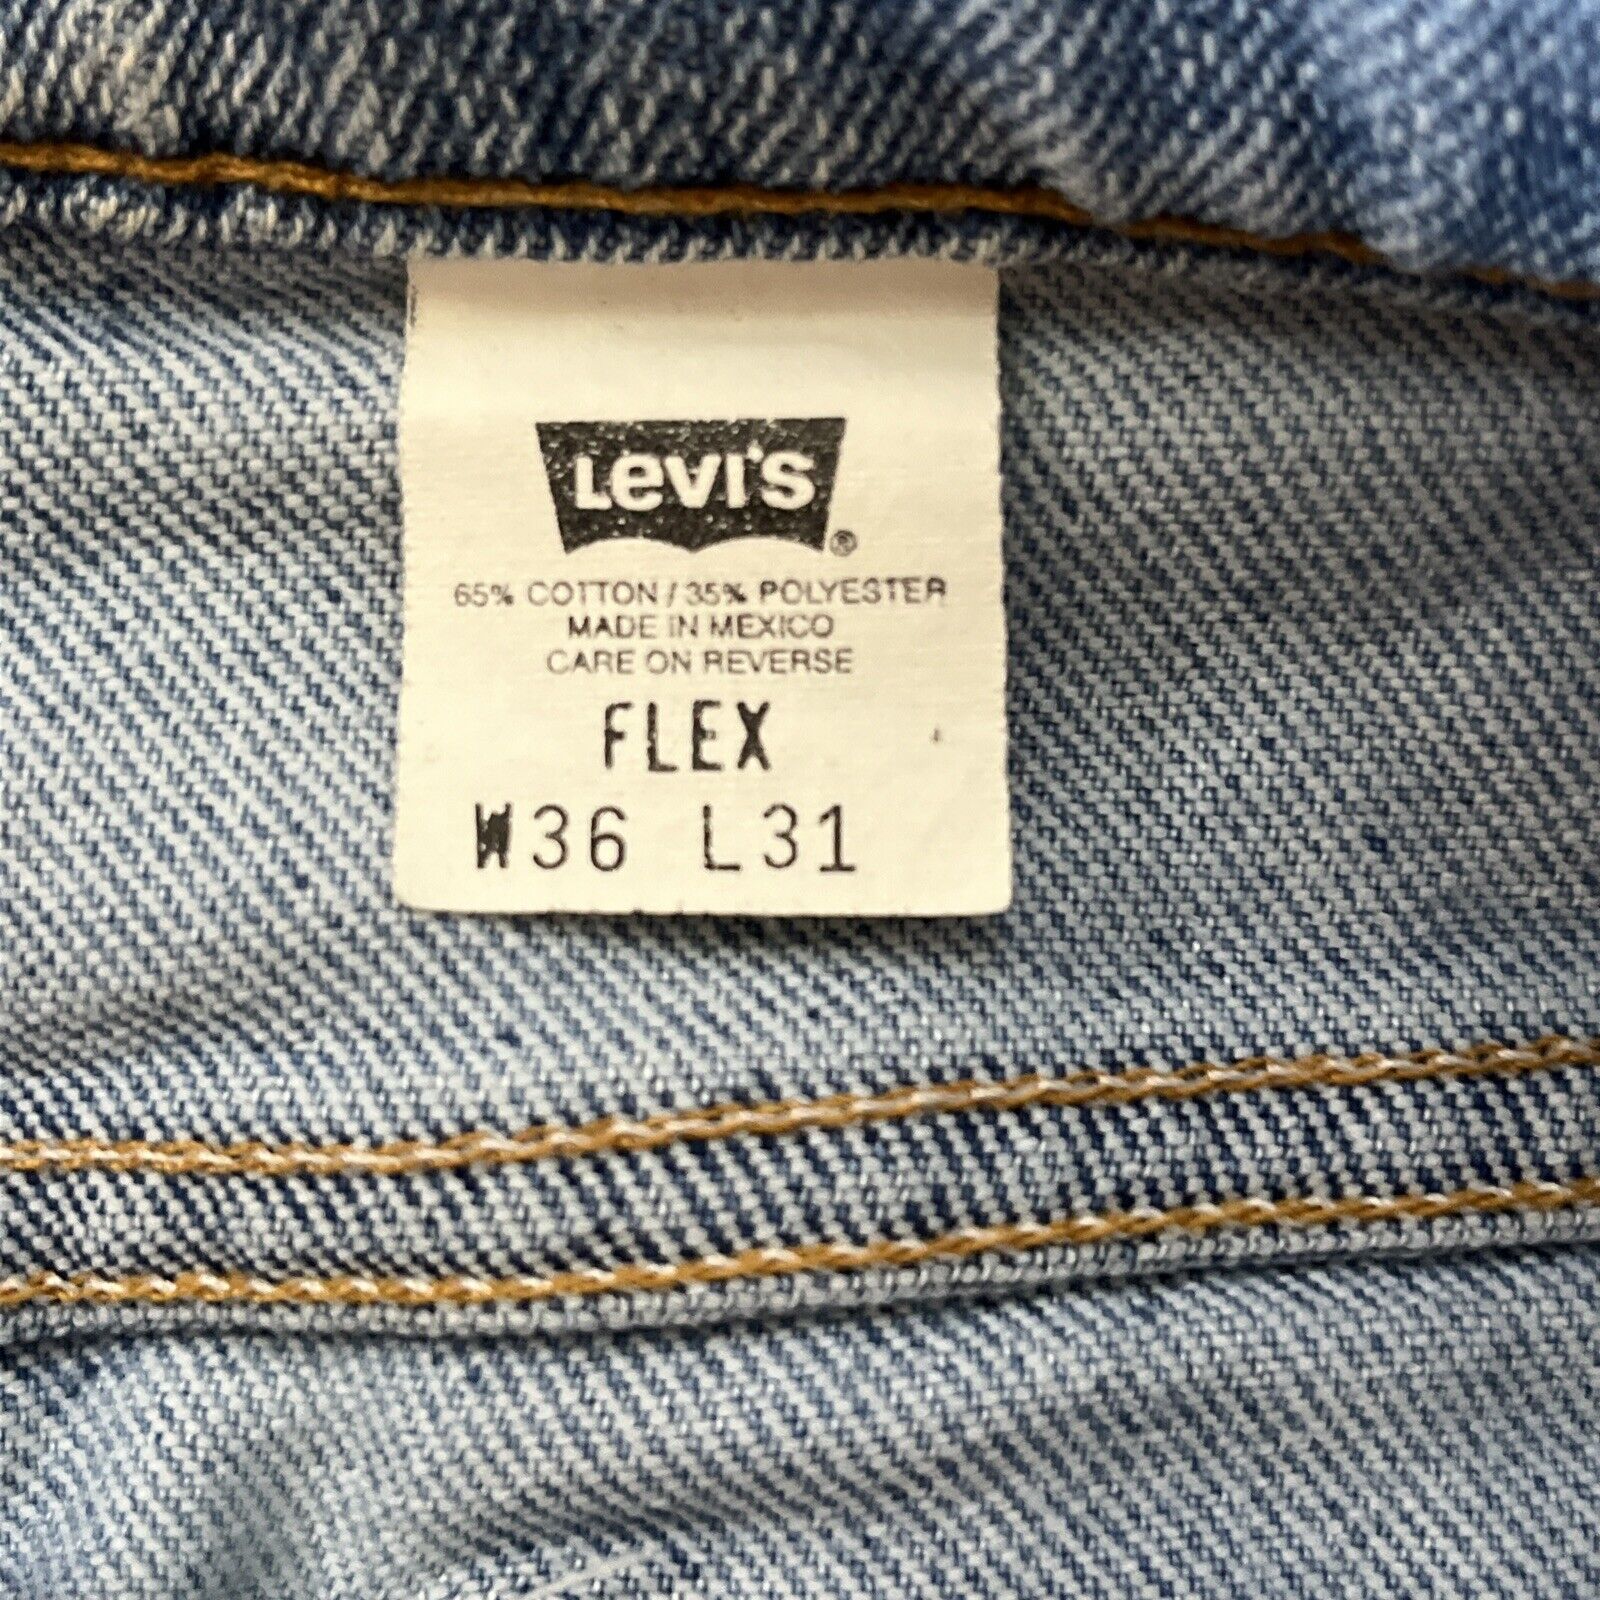 Levi's®
65% COTTON / 35% POLYESTER
MADE IN MEXICO
CARE ON REVERSE
FLEX
W36 L31